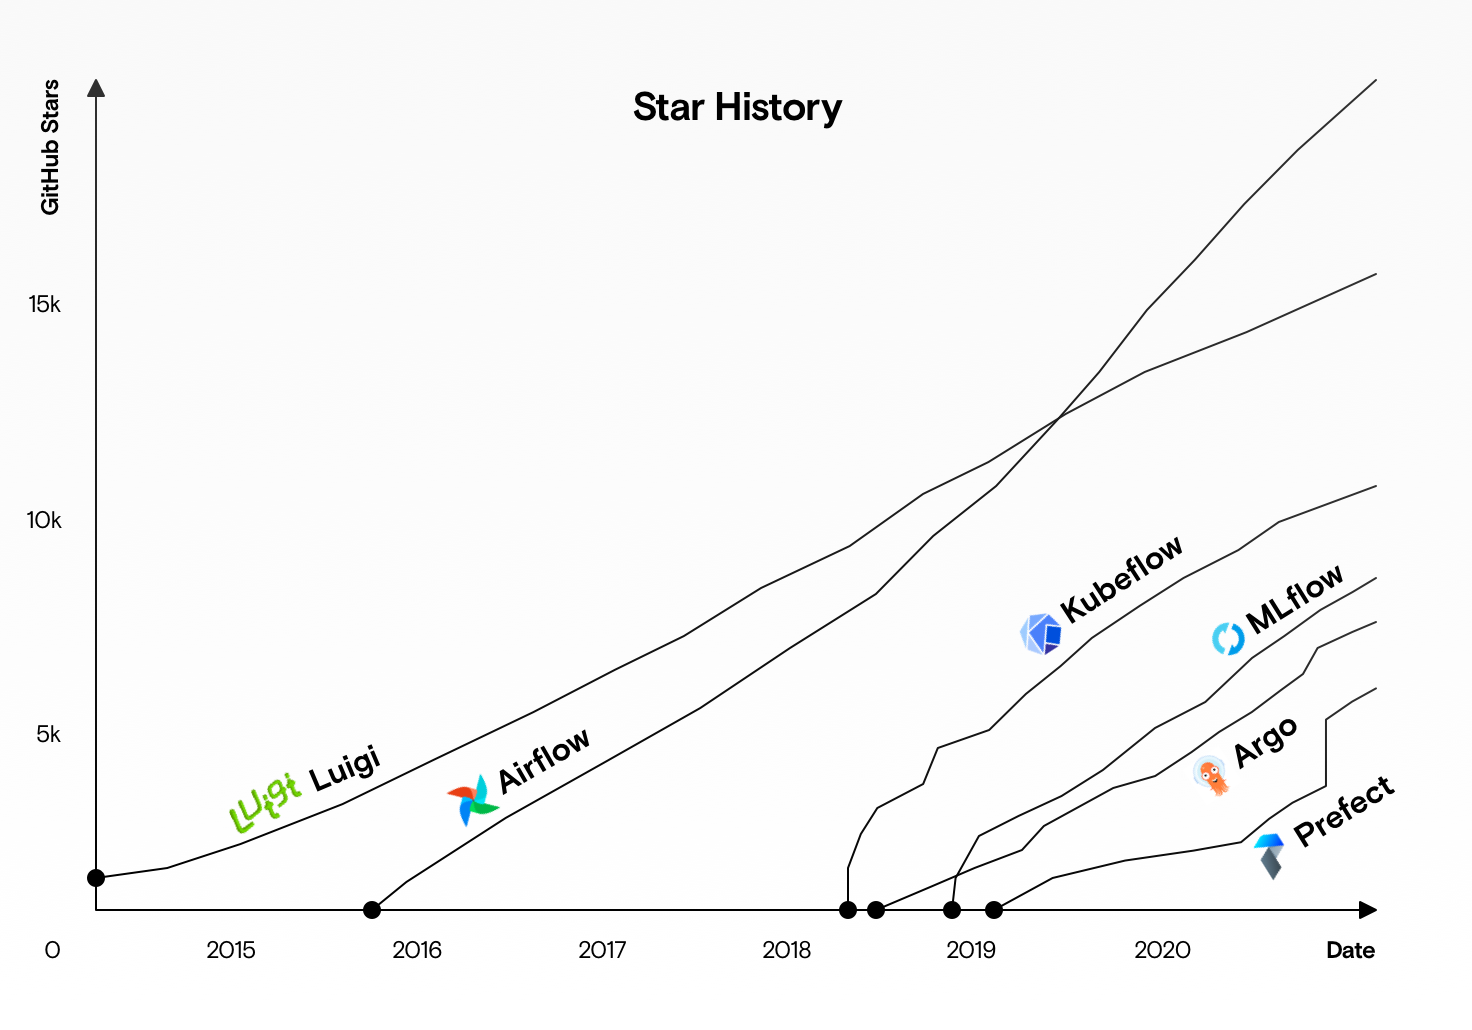 Star History
GitHub Stars
15k
10k
5k
0
Luigi Luigi
Airflow
Kubeflow
MLflow
Argo
Prefect
2015 2016 2017 2018 2019 2020 Date